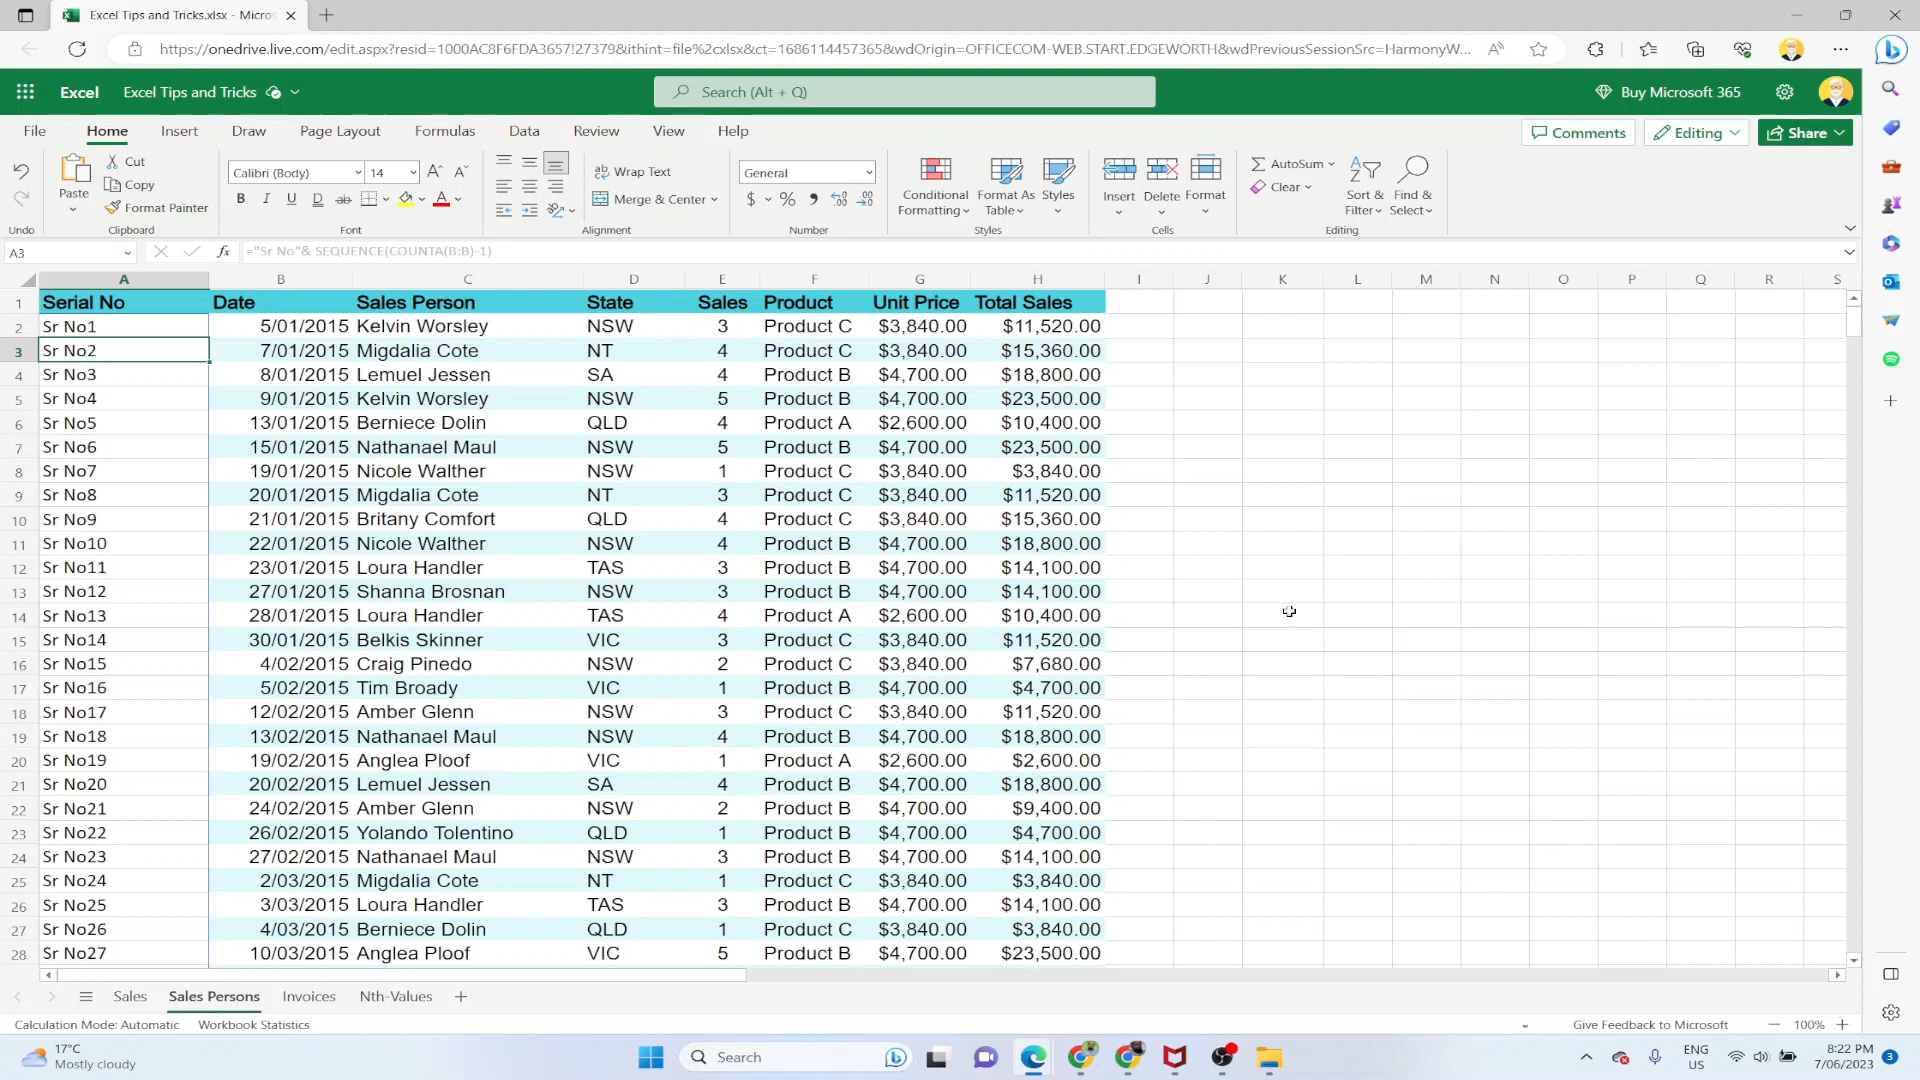 Excel Tips and Tricks.xlsx - Micros
https://onedrive.live.com/edit.aspx?resid=1000AC8F6FDA3657!27379&ithint=file%2cxlsx&ct=1686114457365&wdOrigin=OFFICECOM-WEB.START.EDGEWORTH&wdPreviousSessionSrc=HarmonyW...
Excel Excel Tips and Tricks Search (Alt + Q) Buy Microsoft 365
File Home Insert Draw Page Layout Formulas Data Review View Help Comments Editing Share
Paste Cut Copy Format Painter
Calibri (Body) 14
B I U D ab A
Wrap Text
Merge & Center
General
$ % 9
Conditional Formatting Format As Table Styles
Insert Delete Format
AutoSum
Clear
Sort & Filter Find & Select
Undo Clipboard Font Alignment Number Styles Cells Editing
A3 fx ="Sr No"& SEQUENCE(COUNTA(B:B)-1)
A B C D E F G H I J K L M N O P Q R S
1 Serial No Date Sales Person State Sales Product Unit Price Total Sales
2 Sr No1 5/01/2015 Kelvin Worsley NSW 3 Product C $3,840.00 $11,520.00
3 Sr No2 7/01/2015 Migdalia Cote NT 4 Product C $3,840.00 $15,360.00
4 Sr No3 8/01/2015 Lemuel Jessen SA 4 Product B $4,700.00 $18,800.00
5 Sr No4 9/01/2015 Kelvin Worsley NSW 5 Product B $4,700.00 $23,500.00
6 Sr No5 13/01/2015 Berniece Dolin QLD 4 Product A $2,600.00 $10,400.00
7 Sr No6 15/01/2015 Nathanael Maul NSW 5 Product B $4,700.00 $23,500.00
8 Sr No7 19/01/2015 Nicole Walther NSW 1 Product C $3,840.00 $3,840.00
9 Sr No8 20/01/2015 Migdalia Cote NT 3 Product C $3,840.00 $11,520.00
10 Sr No9 21/01/2015 Britany Comfort QLD 4 Product C $3,840.00 $15,360.00
11 Sr No10 22/01/2015 Nicole Walther NSW 4 Product B $4,700.00 $18,800.00
12 Sr No11 23/01/2015 Loura Handler TAS 3 Product B $4,700.00 $14,100.00
13 Sr No12 27/01/2015 Shanna Brosnan NSW 3 Product B $4,700.00 $14,100.00
14 Sr No13 28/01/2015 Loura Handler TAS 4 Product A $2,600.00 $10,400.00
15 Sr No14 30/01/2015 Belkis Skinner VIC 3 Product C $3,840.00 $11,520.00
16 Sr No15 4/02/2015 Craig Pinedo NSW 2 Product C $3,840.00 $7,680.00
17 Sr No16 5/02/2015 Tim Broady VIC 1 Product B $4,700.00 $4,700.00
18 Sr No17 12/02/2015 Amber Glenn NSW 3 Product C $3,840.00 $11,520.00
19 Sr No18 13/02/2015 Nathanael Maul NSW 4 Product B $4,700.00 $18,800.00
20 Sr No19 19/02/2015 Anglea Ploof VIC 1 Product A $2,600.00 $2,600.00
21 Sr No20 20/02/2015 Lemuel Jessen SA 4 Product B $4,700.00 $18,800.00
22 Sr No21 24/02/2015 Amber Glenn NSW 2 Product B $4,700.00 $9,400.00
23 Sr No22 26/02/2015 Yolando Tolentino QLD 1 Product B $4,700.00 $4,700.00
24 Sr No23 27/02/2015 Nathanael Maul NSW 3 Product B $4,700.00 $14,100.00
25 Sr No24 2/03/2015 Migdalia Cote NT 1 Product C $3,840.00 $3,840.00
26 Sr No25 3/03/2015 Loura Handler TAS 3 Product B $4,700.00 $14,100.00
27 Sr No26 4/03/2015 Berniece Dolin QLD 1 Product C $3,840.00 $3,840.00
28 Sr No27 10/03/2015 Anglea Ploof VIC 5 Product B $4,700.00 $23,500.00
Sales Sales Persons Invoices Nth-Values
Calculation Mode: Automatic Workbook Statistics Give Feedback to Microsoft 100%
17°C
Mostly cloudy
Search
ENG
US
8:22 PM
7/06/2023
3